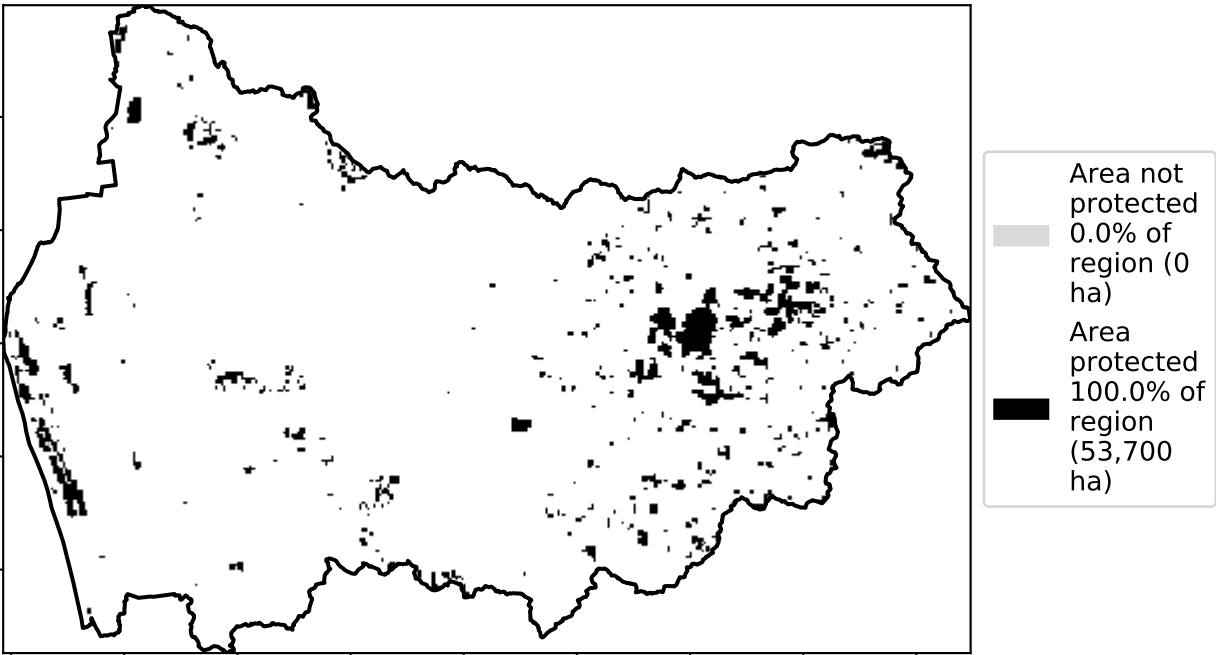 Area not
protected
0.0% of
region (0
ha)
Area
protected
100.0% of
region
(53,700
ha)